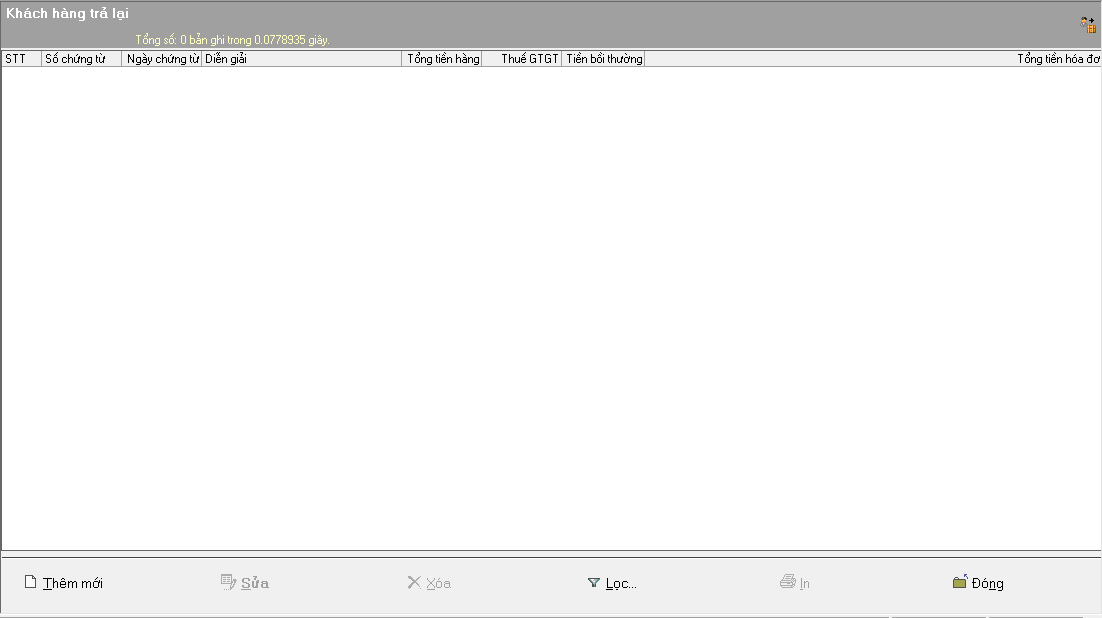 Khách hàng trả lại
Tổng số: 0 bản ghi trong 0.0778935 giây.
STT Số chứng từ Ngày chứng từ Diễn giải Tổng tiền hàng Thuế GTGT Tiền bồi thường Tổng tiền hóa đơ
Thêm mới Sửa Xóa Lọc... In Đóng